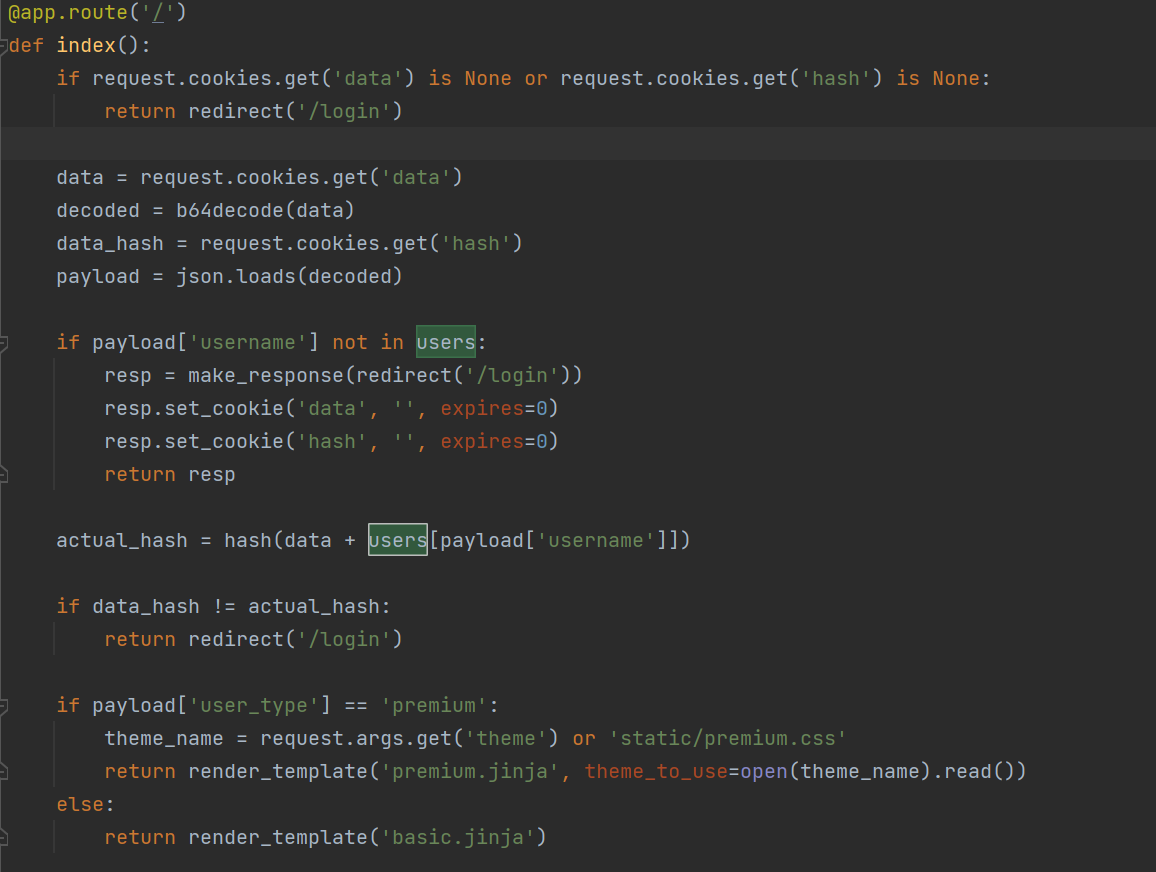 @app.route('/')
def index():
    if request.cookies.get('data') is None or request.cookies.get('hash') is None:
        return redirect('/login')
    data = request.cookies.get('data')
    decoded = b64decode(data)
    data_hash = request.cookies.get('hash')
    payload = json.loads(decoded)
    if payload['username'] not in users:
        resp = make_response(redirect('/login'))
        resp.set_cookie('data', '', expires=0)
        resp.set_cookie('hash', '', expires=0)
        return resp
    actual_hash = hash(data + users[payload['username']])
    if data_hash != actual_hash:
        return redirect('/login')
    if payload['user_type'] == 'premium':
        theme_name = request.args.get('theme') or 'static/premium.css'
        return render_template('premium.jinja', theme_to_use=open(theme_name).read())
    else:
        return render_template('basic.jinja')